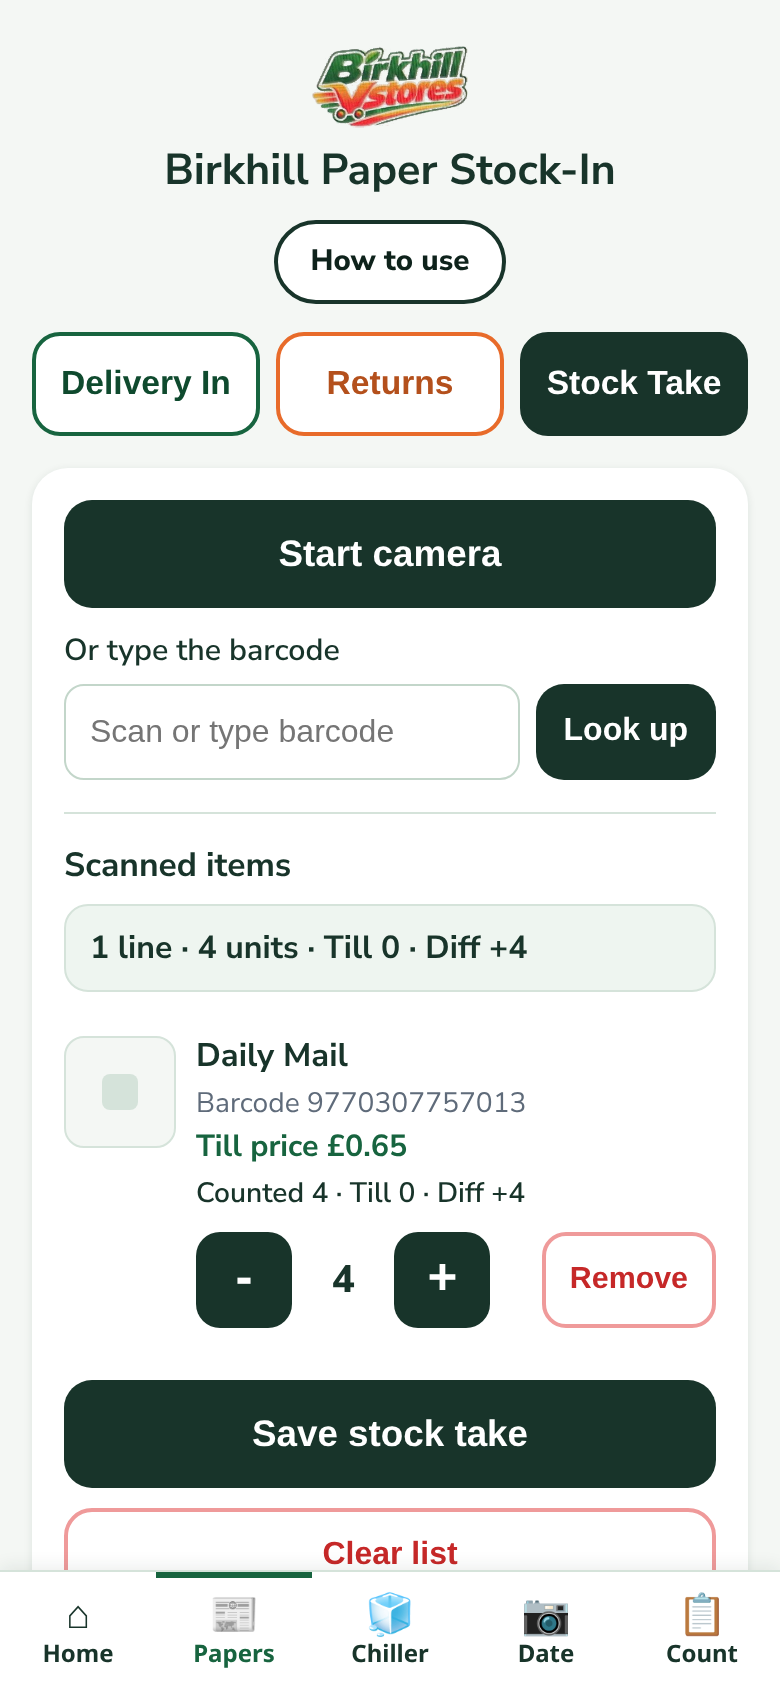 Birkhill
Vstores
Birkhill Paper Stock-In
How to use
Delivery In
Returns
Stock Take
Start camera
Or type the barcode
Scan or type barcode
Look up
Scanned items
1 line · 4 units · Till 0 · Diff +4
Daily Mail
Barcode 9770307757013
Till price £0.65
Counted 4 · Till 0 · Diff +4
- 4 +
Remove
Save stock take
Clear list
Home
Papers
Chiller
Date
Count